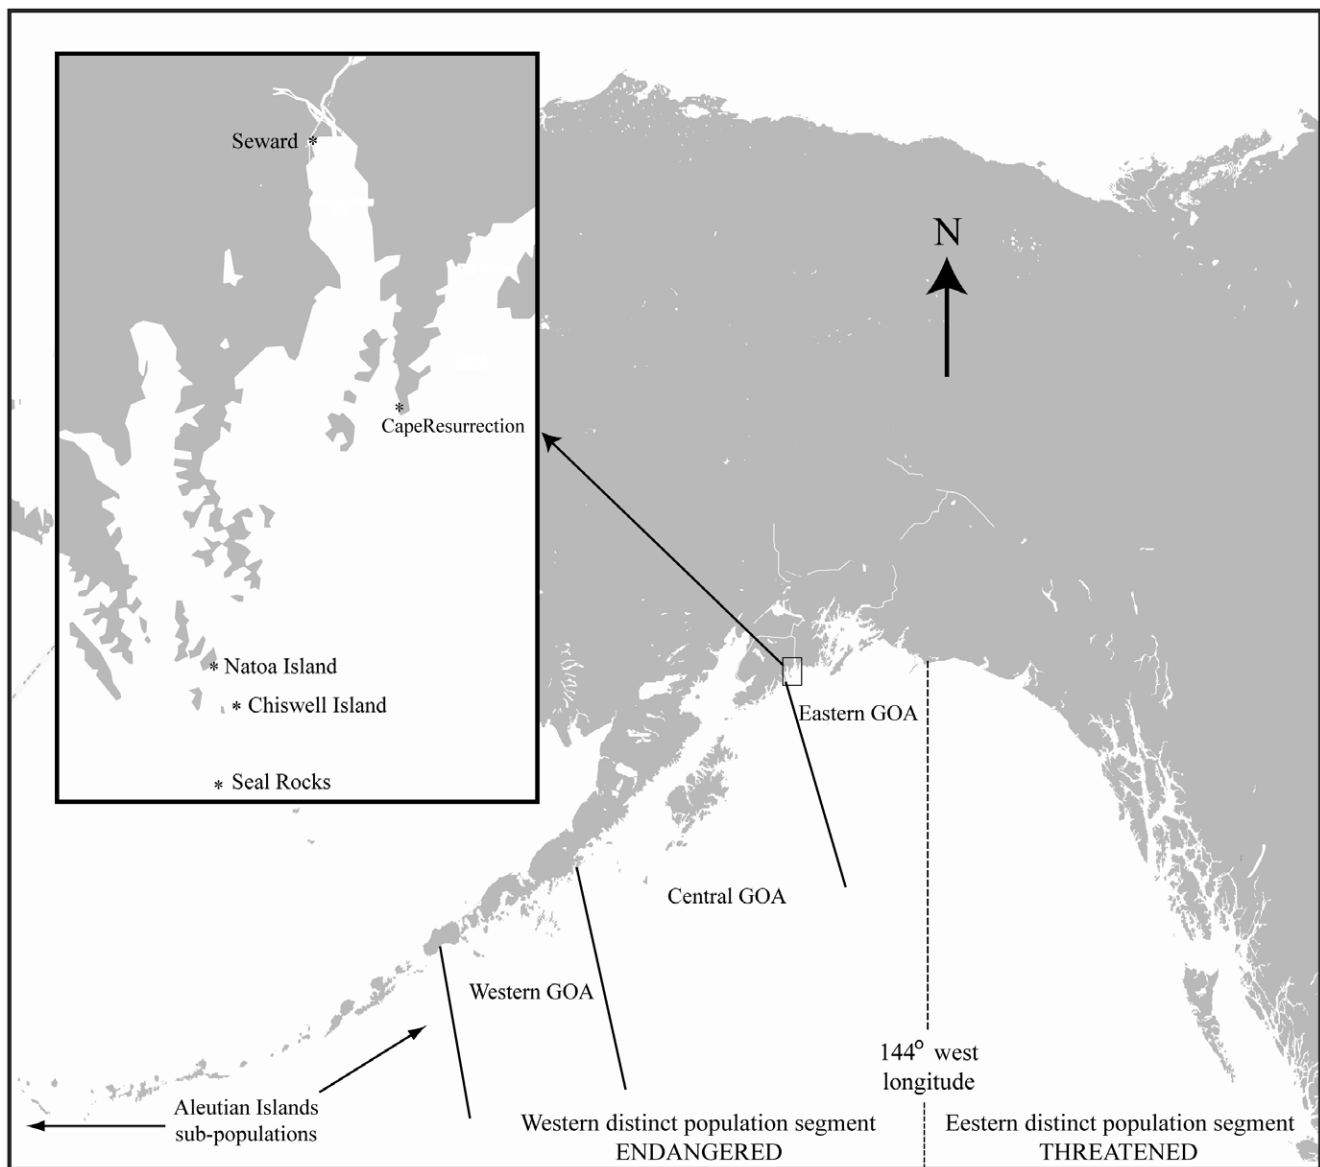 Seward *
N
* 
CapeResurrection
* Natoa Island
* Chiswell Island
* Seal Rocks
Eastern GOA
Central GOA
Western GOA
144° west
longitude
Aleutian Islands
sub-populations
Western distinct population segment
ENDANGERED
Eestern distinct population segment
THREATENED